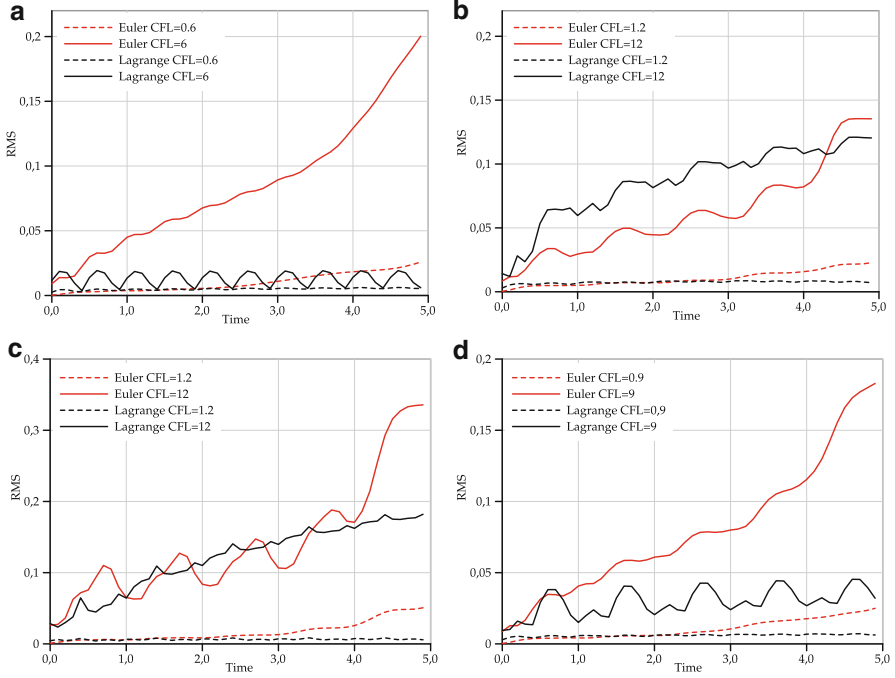 a
Euler CFL=0.6
Euler CFL=6
Lagrange CFL=0.6
Lagrange CFL=6
0,2
0,15
0,1
0,05
0
RMS
0,0 1,0 2,0 3,0 4,0 5,0
Time
b
Euler CFL=1.2
Euler CFL=12
Lagrange CFL=1.2
Lagrange CFL=12
0,2
0,15
0,1
0,05
0
RMS
0,0 1,0 2,0 3,0 4,0 5,0
Time
c
Euler CFL=1.2
Euler CFL=12
Lagrange CFL=1.2
Lagrange CFL=12
0,4
0,3
0,2
0,1
0
RMS
0,0 1,0 2,0 3,0 4,0 5,0
Time
d
Euler CFL=0.9
Euler CFL=9
Lagrange CFL=0,9
Lagrange CFL=9
0,2
0,15
0,1
0,05
0
RMS
0,0 1,0 2,0 3,0 4,0 5,0
Time